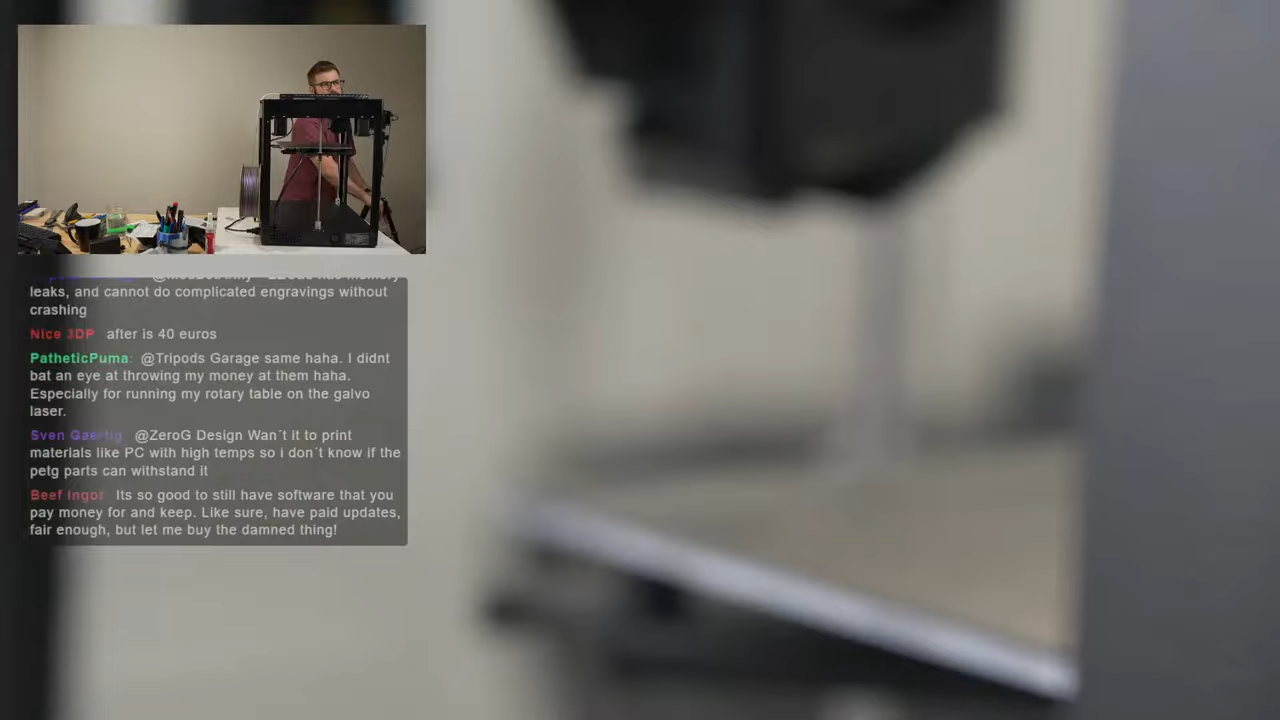 leaks, and cannot do complicated engravings without
crashing
Nice 3DP after is 40 euros
PatheticPuma: @Tripods Garage same haha. I didnt
bat an eye at throwing my money at them haha.
Especially for running my rotary table on the galvo
laser.
Sven Gaertig @ZeroG Design Wan´t it to print
materials like PC with high temps so i don´t know if the
petg parts can withstand it
Beef Ingot Its so good to still have software that you
pay money for and keep. Like sure, have paid updates,
fair enough, but let me buy the damned thing!